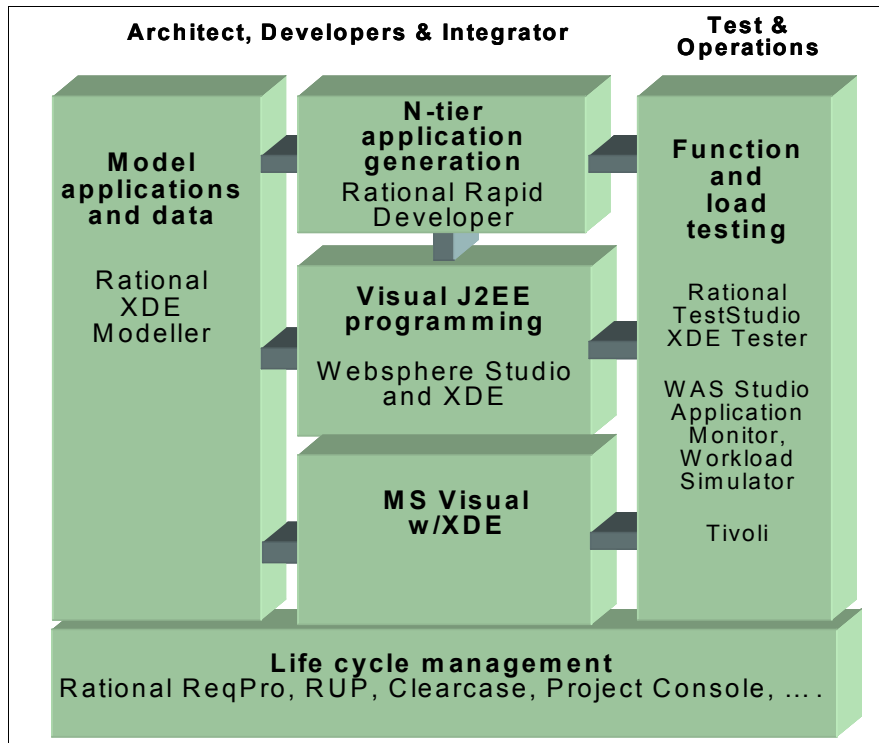 Architect, Developers & Integrator
Test &
Operations
Model
applications
and data
Rational
XDE
Modeller
N-tier
application
generation
Rational Rapid
Developer
Visual J2EE
programming
Websphere Studio
and XDE
MS Visual
w/XDE
Function
and
load
testing
Rational
TestStudio
XDE Tester
WAS Studio
Application
Monitor,
Workload
Simulator
Tivoli
Life cycle management
Rational ReqPro, RUP, Clearcase, Project Console, ... .